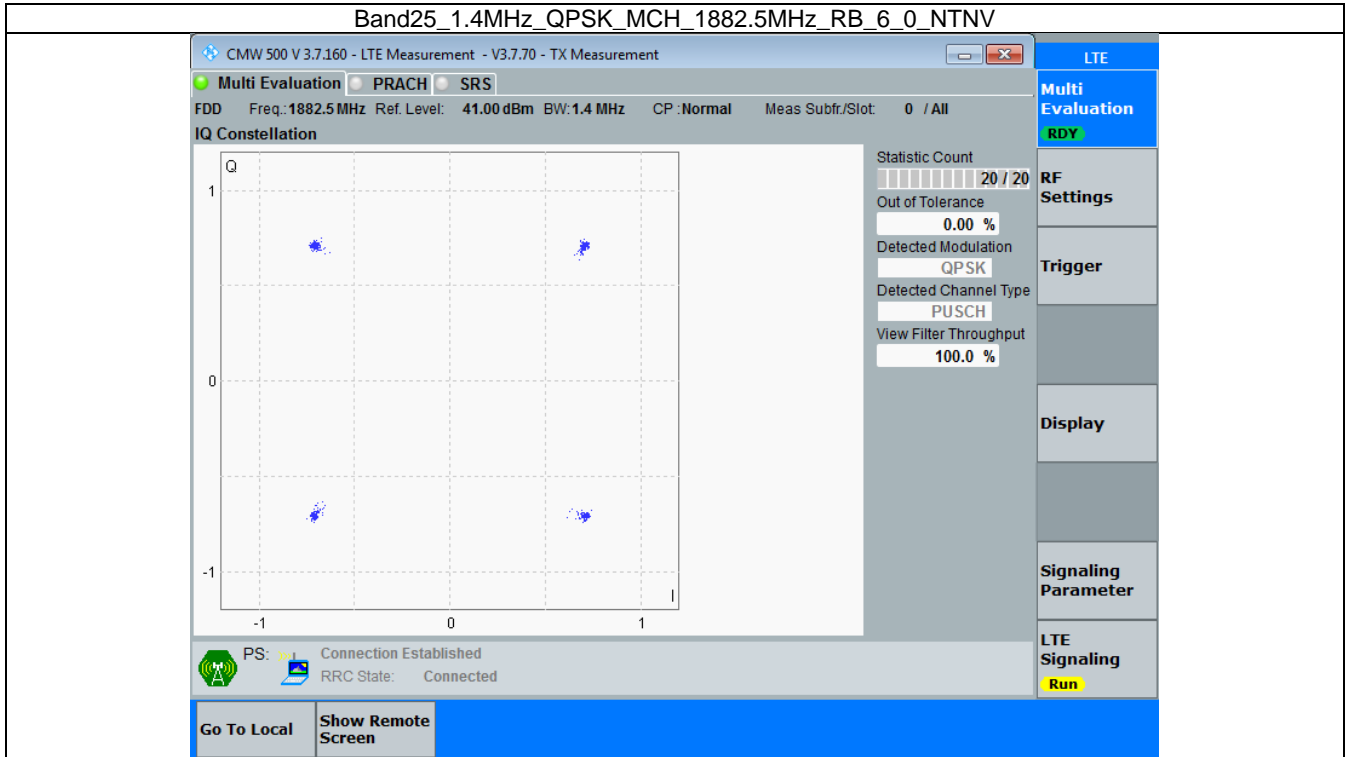 Band25_1.4MHz_QPSK_MCH_1882.5MHz_RB_6_0_NTNV
CMW 500 V 3.7.160 - LTE Measurement - V3.7.70 - TX Measurement
LTE
Multi Evaluation PRACH SRS
Multi
Evaluation
RDY
FDD Freq.: 1882.5 MHz Ref. Level: 41.00 dBm BW: 1.4 MHz CP : Normal Meas Subfr./Slot: 0 / All
IQ Constellation
Q
1
0
-1
I
-1 0 1
Statistic Count
20 / 20
Out of Tolerance
0.00 %
Detected Modulation
QPSK
Detected Channel Type
PUSCH
View Filter Throughput
100.0 %
RF
Settings
Trigger
Display
Signaling
Parameter
LTE
Signaling
Run
PS: Connection Established
RRC State: Connected
Go To Local
Show Remote
Screen